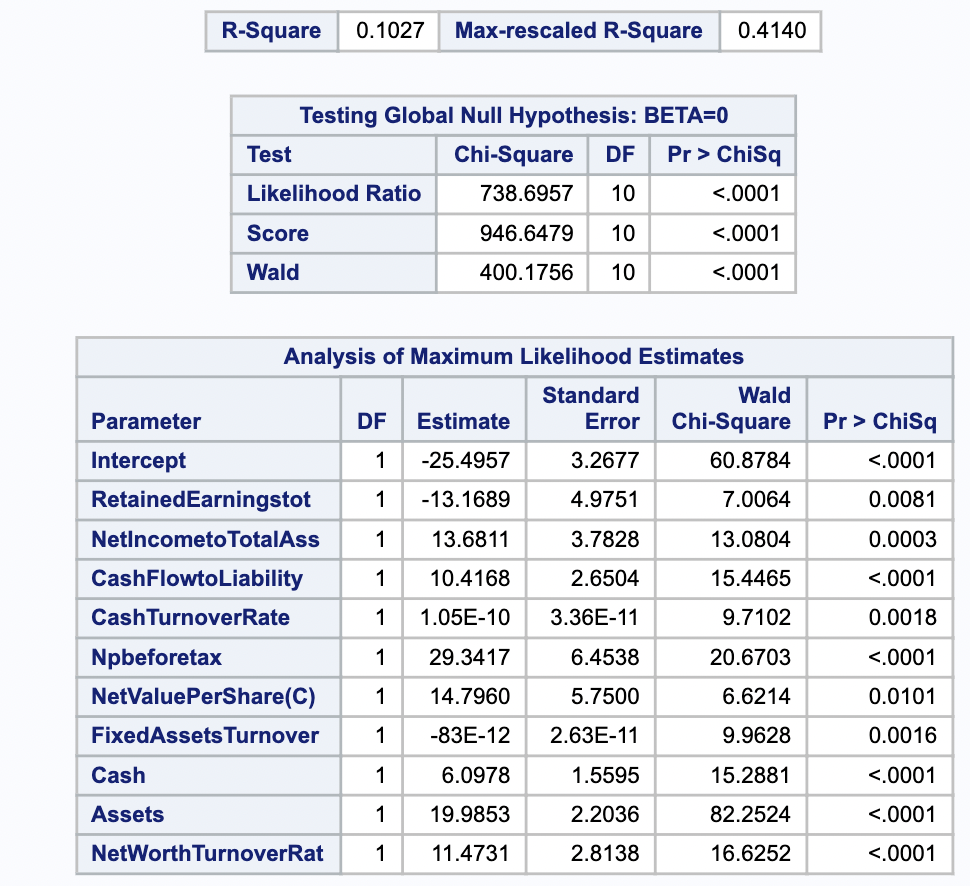 R-Square 0.1027 Max-rescaled R-Square 0.4140
Testing Global Null Hypothesis: BETA=0
Test Chi-Square DF Pr > ChiSq
Likelihood Ratio 738.6957 10 <.0001
Score 946.6479 10 <.0001
Wald 400.1756 10 <.0001
Analysis of Maximum Likelihood Estimates
Parameter DF Estimate Standard Error Wald Chi-Square Pr > ChiSq
Intercept 1 -25.4957 3.2677 60.8784 <.0001
RetainedEarningstot 1 -13.1689 4.9751 7.0064 0.0081
NetIncometoTotalAss 1 13.6811 3.7828 13.0804 0.0003
CashFlowtoLiability 1 10.4168 2.6504 15.4465 <.0001
CashTurnoverRate 1 1.05E-10 3.36E-11 9.7102 0.0018
Npbeforetax 1 29.3417 6.4538 20.6703 <.0001
NetValuePerShare(C) 1 14.7960 5.7500 6.6214 0.0101
FixedAssetsTurnover 1 -83E-12 2.63E-11 9.9628 0.0016
Cash 1 6.0978 1.5595 15.2881 <.0001
Assets 1 19.9853 2.2036 82.2524 <.0001
NetWorthTurnoverRat 1 11.4731 2.8138 16.6252 <.0001